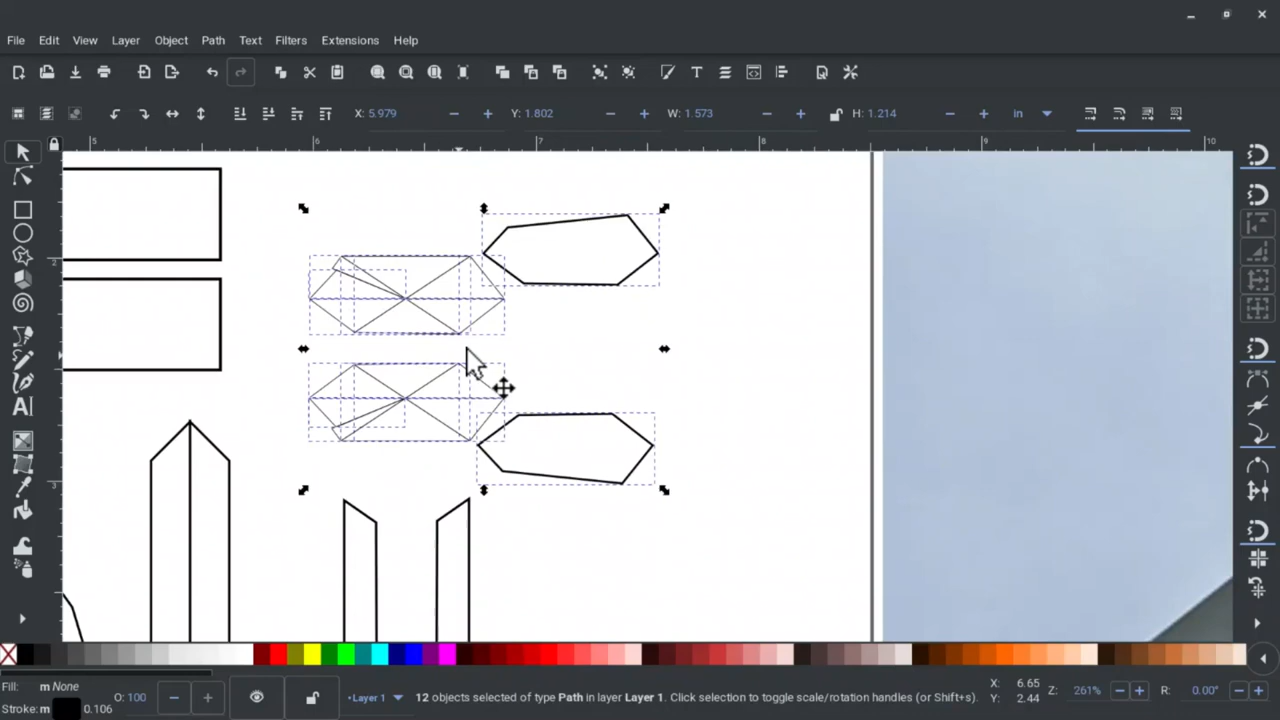 File Edit View Layer Object Path Text Filters Extensions Help
X: 5.979 Y: 1.802 W: 1.573 H: 1.214 in
5 6 7 9 10
2
3
Fill: m None O: 100 Layer 1 12 objects selected of type Path in layer Layer 1. Click selection to toggle scale/rotation handles (or Shift+s). X: 6.65 Z: 261% R: 0.00°
Stroke: m 0.106 Y: 2.44